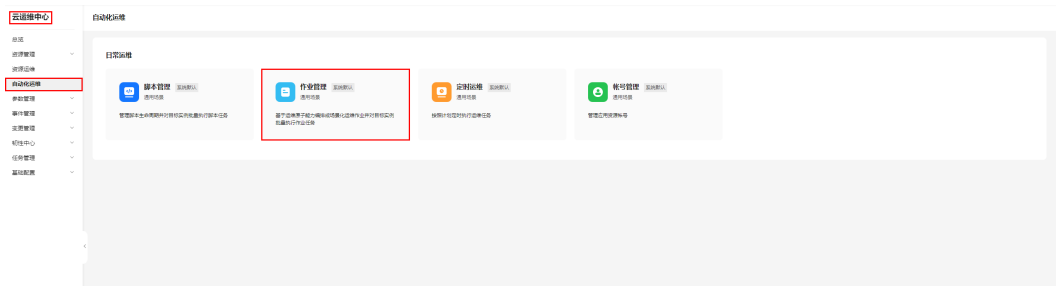 云运维中心
自动化运维
总览
资源管理
资源运维
自动化运维
参数管理
事件管理
变更管理
韧性中心
任务管理
基础配置
日常运维
脚本管理 系统默认
通用场景
管理脚本生命周期并对目标实例批量执行脚本任务
作业管理 系统默认
通用场景
基于运维原子能力编排成场景化运维作业并对目标实例
批量执行作业任务
定时运维 系统默认
通用场景
按照计划定时执行运维任务
帐号管理 系统默认
通用场景
管理应用资源帐号